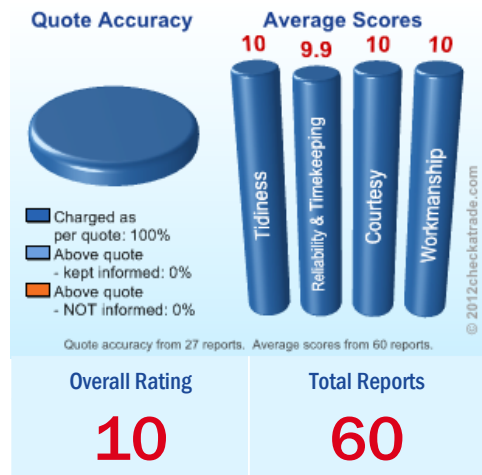 Quote Accuracy
Average Scores
10
9.9
10
10
Tidiness
Reliability & Timekeeping
Courtesy
Workmanship
Charged as
per quote: 100%
Above quote
- kept informed: 0%
Above quote
- NOT informed: 0%
© 2012checkatrade.com
Quote accuracy from 27 reports. Average scores from 60 reports.
Overall Rating
Total Reports
10
60